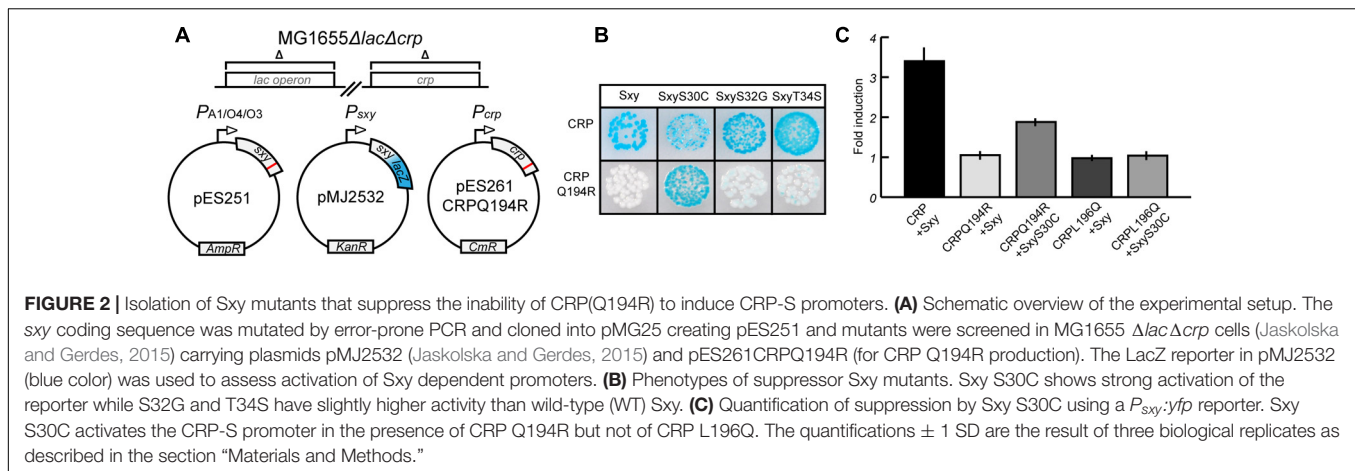 A
MG1655ΔlacΔcrp
Δ Δ
lac operon crp
PA1/O4/O3 Psxy Pcrp
sxy sxy lacZ crp
pES251 pMJ2532 pES261
CRPQ194R
AmpR KanR CmR
B
Sxy SxyS30C SxyS32G SxyT34S
CRP
CRP
Q194R
C
Fold induction
4
3
2
1
0
CRP
+Sxy
CRPQ194R
+Sxy
CRPQ194R
+SxyS30C
CRPL196Q
+Sxy
CRPL196Q
+SxyS30C
FIGURE 2 | Isolation of Sxy mutants that suppress the inability of CRP(Q194R) to induce CRP-S promoters. (A) Schematic overview of the experimental setup. The
sxy coding sequence was mutated by error-prone PCR and cloned into pMG25 creating pES251 and mutants were screened in MG1655 ΔlacΔcrp cells (Jaskolska
and Gerdes, 2015) carrying plasmids pMJ2532 (Jaskolska and Gerdes, 2015) and pES261CRPQ194R (for CRP Q194R production). The LacZ reporter in pMJ2532
(blue color) was used to assess activation of Sxy dependent promoters. (B) Phenotypes of suppressor Sxy mutants. Sxy S30C shows strong activation of the
reporter while S32G and T34S have slightly higher activity than wild-type (WT) Sxy. (C) Quantification of suppression by Sxy S30C using a Psxy:yfp reporter. Sxy
S30C activates the CRP-S promoter in the presence of CRP Q194R but not of CRP L196Q. The quantifications ± 1 SD are the result of three biological replicates as
described in the section “Materials and Methods.”